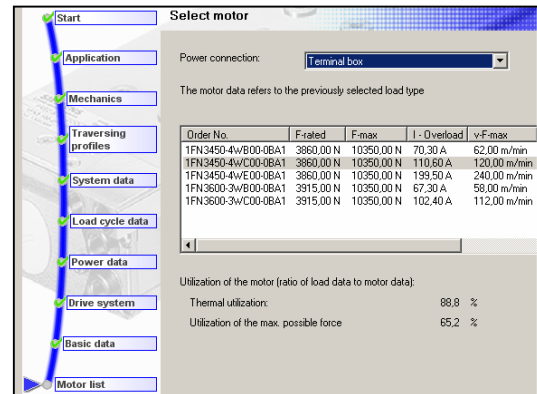 Start
Application
Mechanics
Traversing
profiles
System data
Load cycle data
Power data
Drive system
Basic data
Motor list
Select motor
Power connection: Terminal box
The motor data refers to the previously selected load type
Order No. F-rated F-max I - Overload v-F-max
1FN3450-4WB00-0BA1 3860,00 N 10350,00 N 70,30 A 62,00 m/min
1FN3450-4WC00-0BA1 3860,00 N 10350,00 N 110,60 A 120,00 m/min
1FN3450-4WE00-0BA1 3860,00 N 10350,00 N 199,50 A 240,00 m/min
1FN3600-3WB00-0BA1 3915,00 N 10350,00 N 67,30 A 58,00 m/min
1FN3600-3WC00-0BA1 3915,00 N 10350,00 N 102,40 A 112,00 m/min
Utilization of the motor (ratio of load data to motor data):
Thermal utilization: 88,8 %
Utilization of the max. possible force 65,2 %